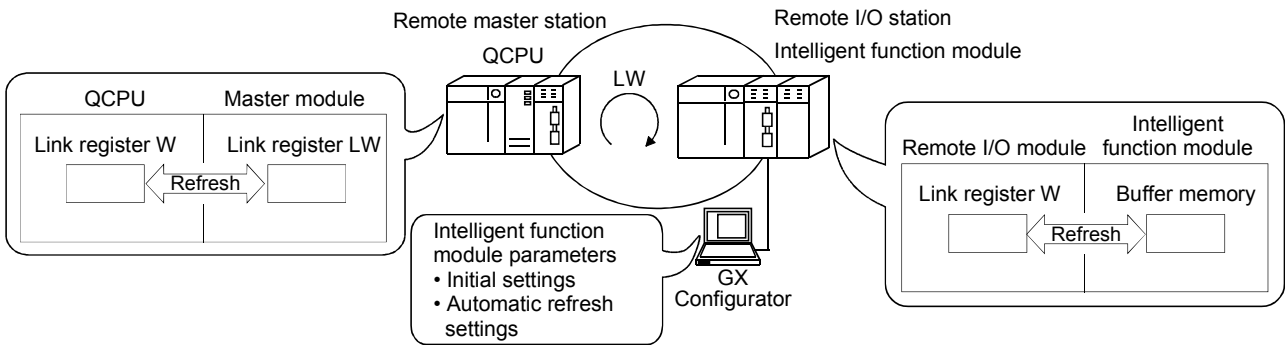 Remote master station
QCPU
LW
Remote I/O station
Intelligent function module
QCPU
Master module
Link register W
Link register LW
Refresh
Intelligent function
module parameters
• Initial settings
• Automatic refresh
settings
GX
Configurator
Remote I/O module
Intelligent
function module
Link register W
Buffer memory
Refresh